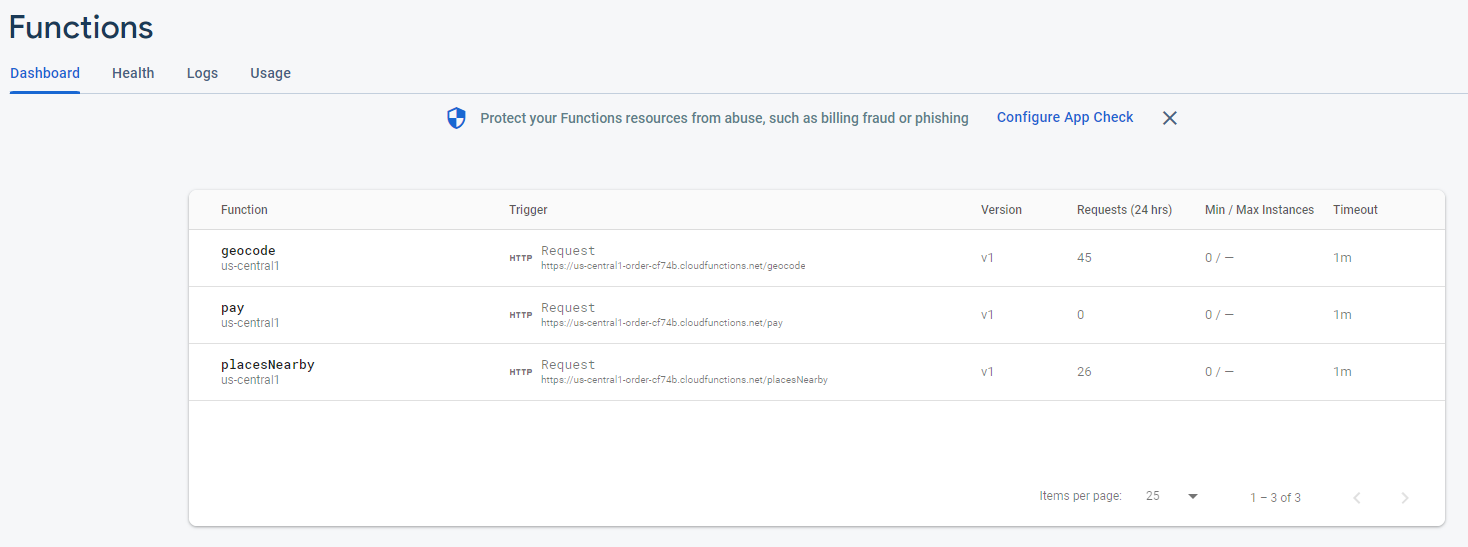 Functions
Dashboard Health Logs Usage
Protect your Functions resources from abuse, such as billing fraud or phishing Configure App Check
Function Trigger Version Requests (24 hrs) Min / Max Instances Timeout
geocode
us-central1
HTTP Request
https://us-central1-order-cf74b.cloudfunctions.net/geocode
v1 45 0 / — 1m
pay
us-central1
HTTP Request
https://us-central1-order-cf74b.cloudfunctions.net/pay
v1 0 0 / — 1m
placesNearby
us-central1
HTTP Request
https://us-central1-order-cf74b.cloudfunctions.net/placesNearby
v1 26 0 / — 1m
Items per page: 25 1 – 3 of 3